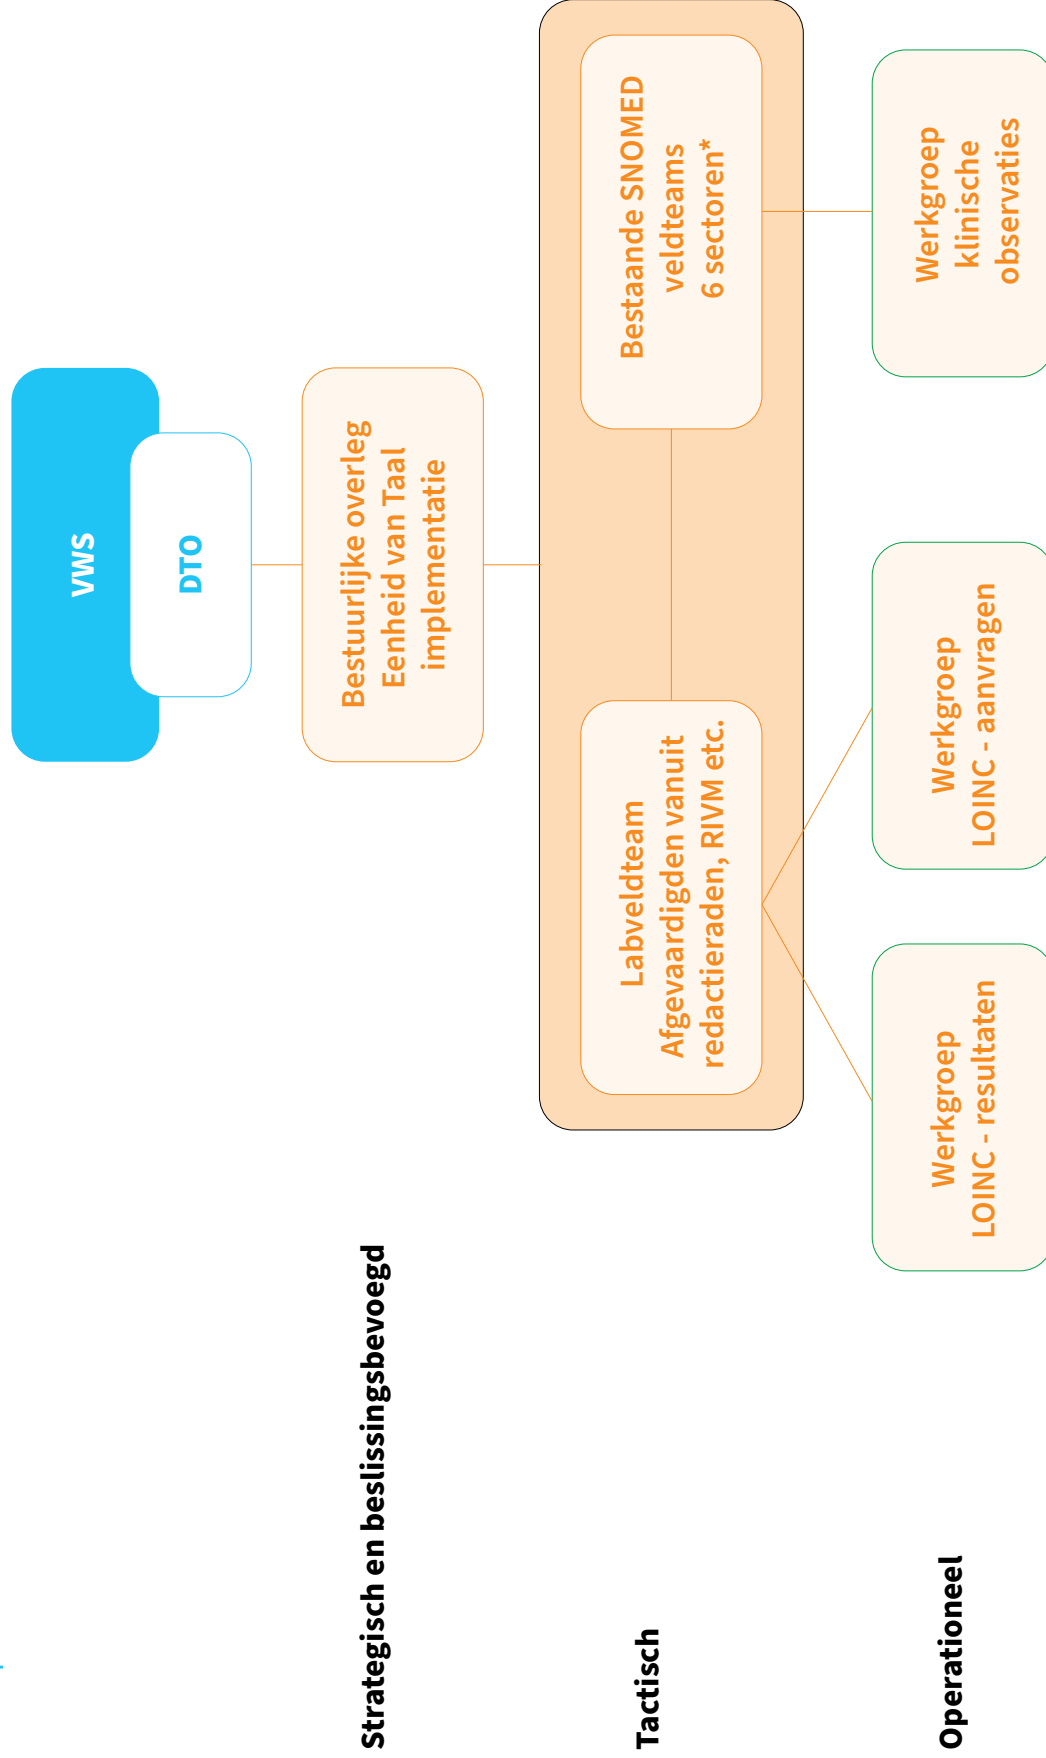 VWS
DTO
Strategisch en beslissingsbevoegd
Bestuurlijke overleg
Eenheid van Taal
implementatie
Tactisch
Labveldteam
Afgevaardigden vanuit
redactieraden, RIVM etc.
Bestaande SNOMED
veldteams
6 sectoren*
Operationeel
Werkgroep
LOINC - resultaten
Werkgroep
LOINC - aanvragen
Werkgroep
klinische
observaties